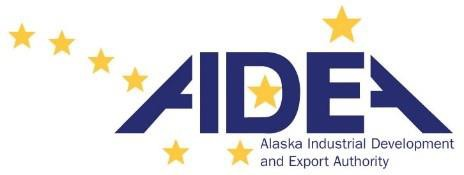 AIDEA
Alaska Industrial Development
and Export Authority